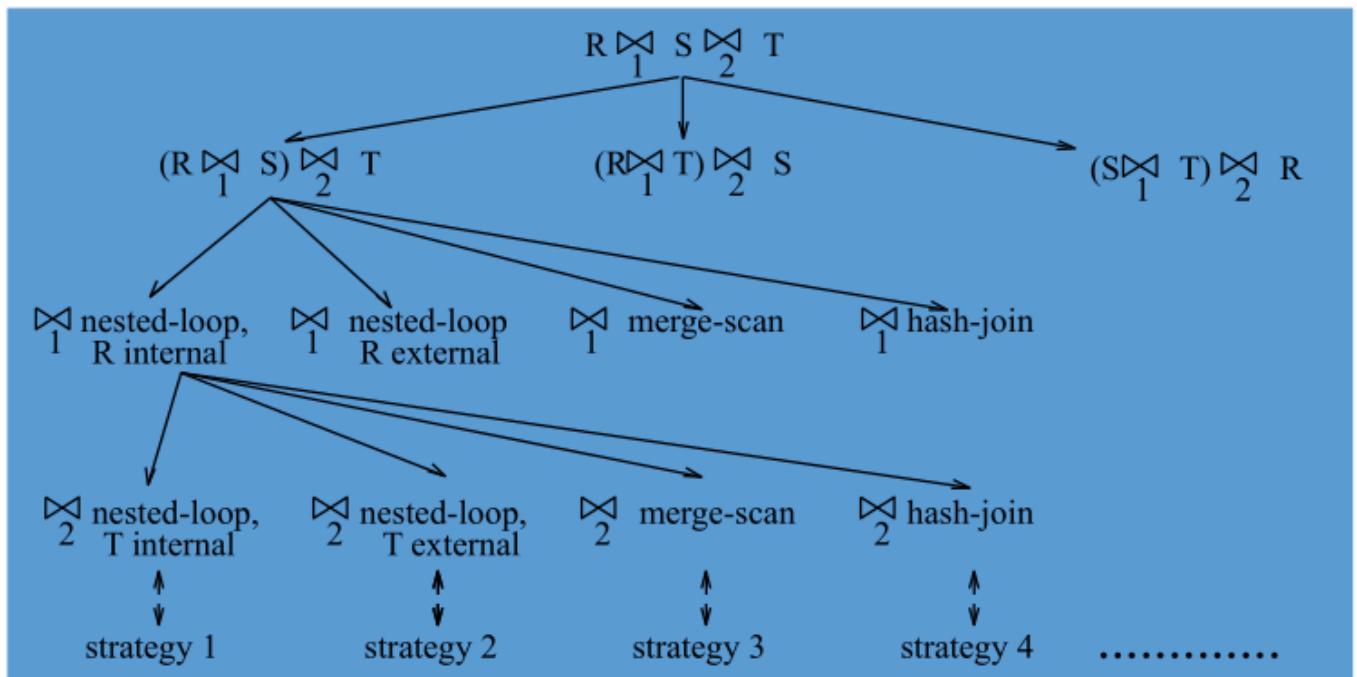 R ⋈1 S ⋈2 T
(R ⋈1 S) ⋈2 T
(R⋈1 T) ⋈2 S
(S⋈1 T) ⋈2 R
⋈1 nested-loop,
R internal
⋈1 nested-loop
R external
⋈1 merge-scan
⋈1 hash-join
⋈2 nested-loop,
T internal
⋈2 nested-loop,
T external
⋈2 merge-scan
⋈2 hash-join
strategy 1
strategy 2
strategy 3
strategy 4
.............